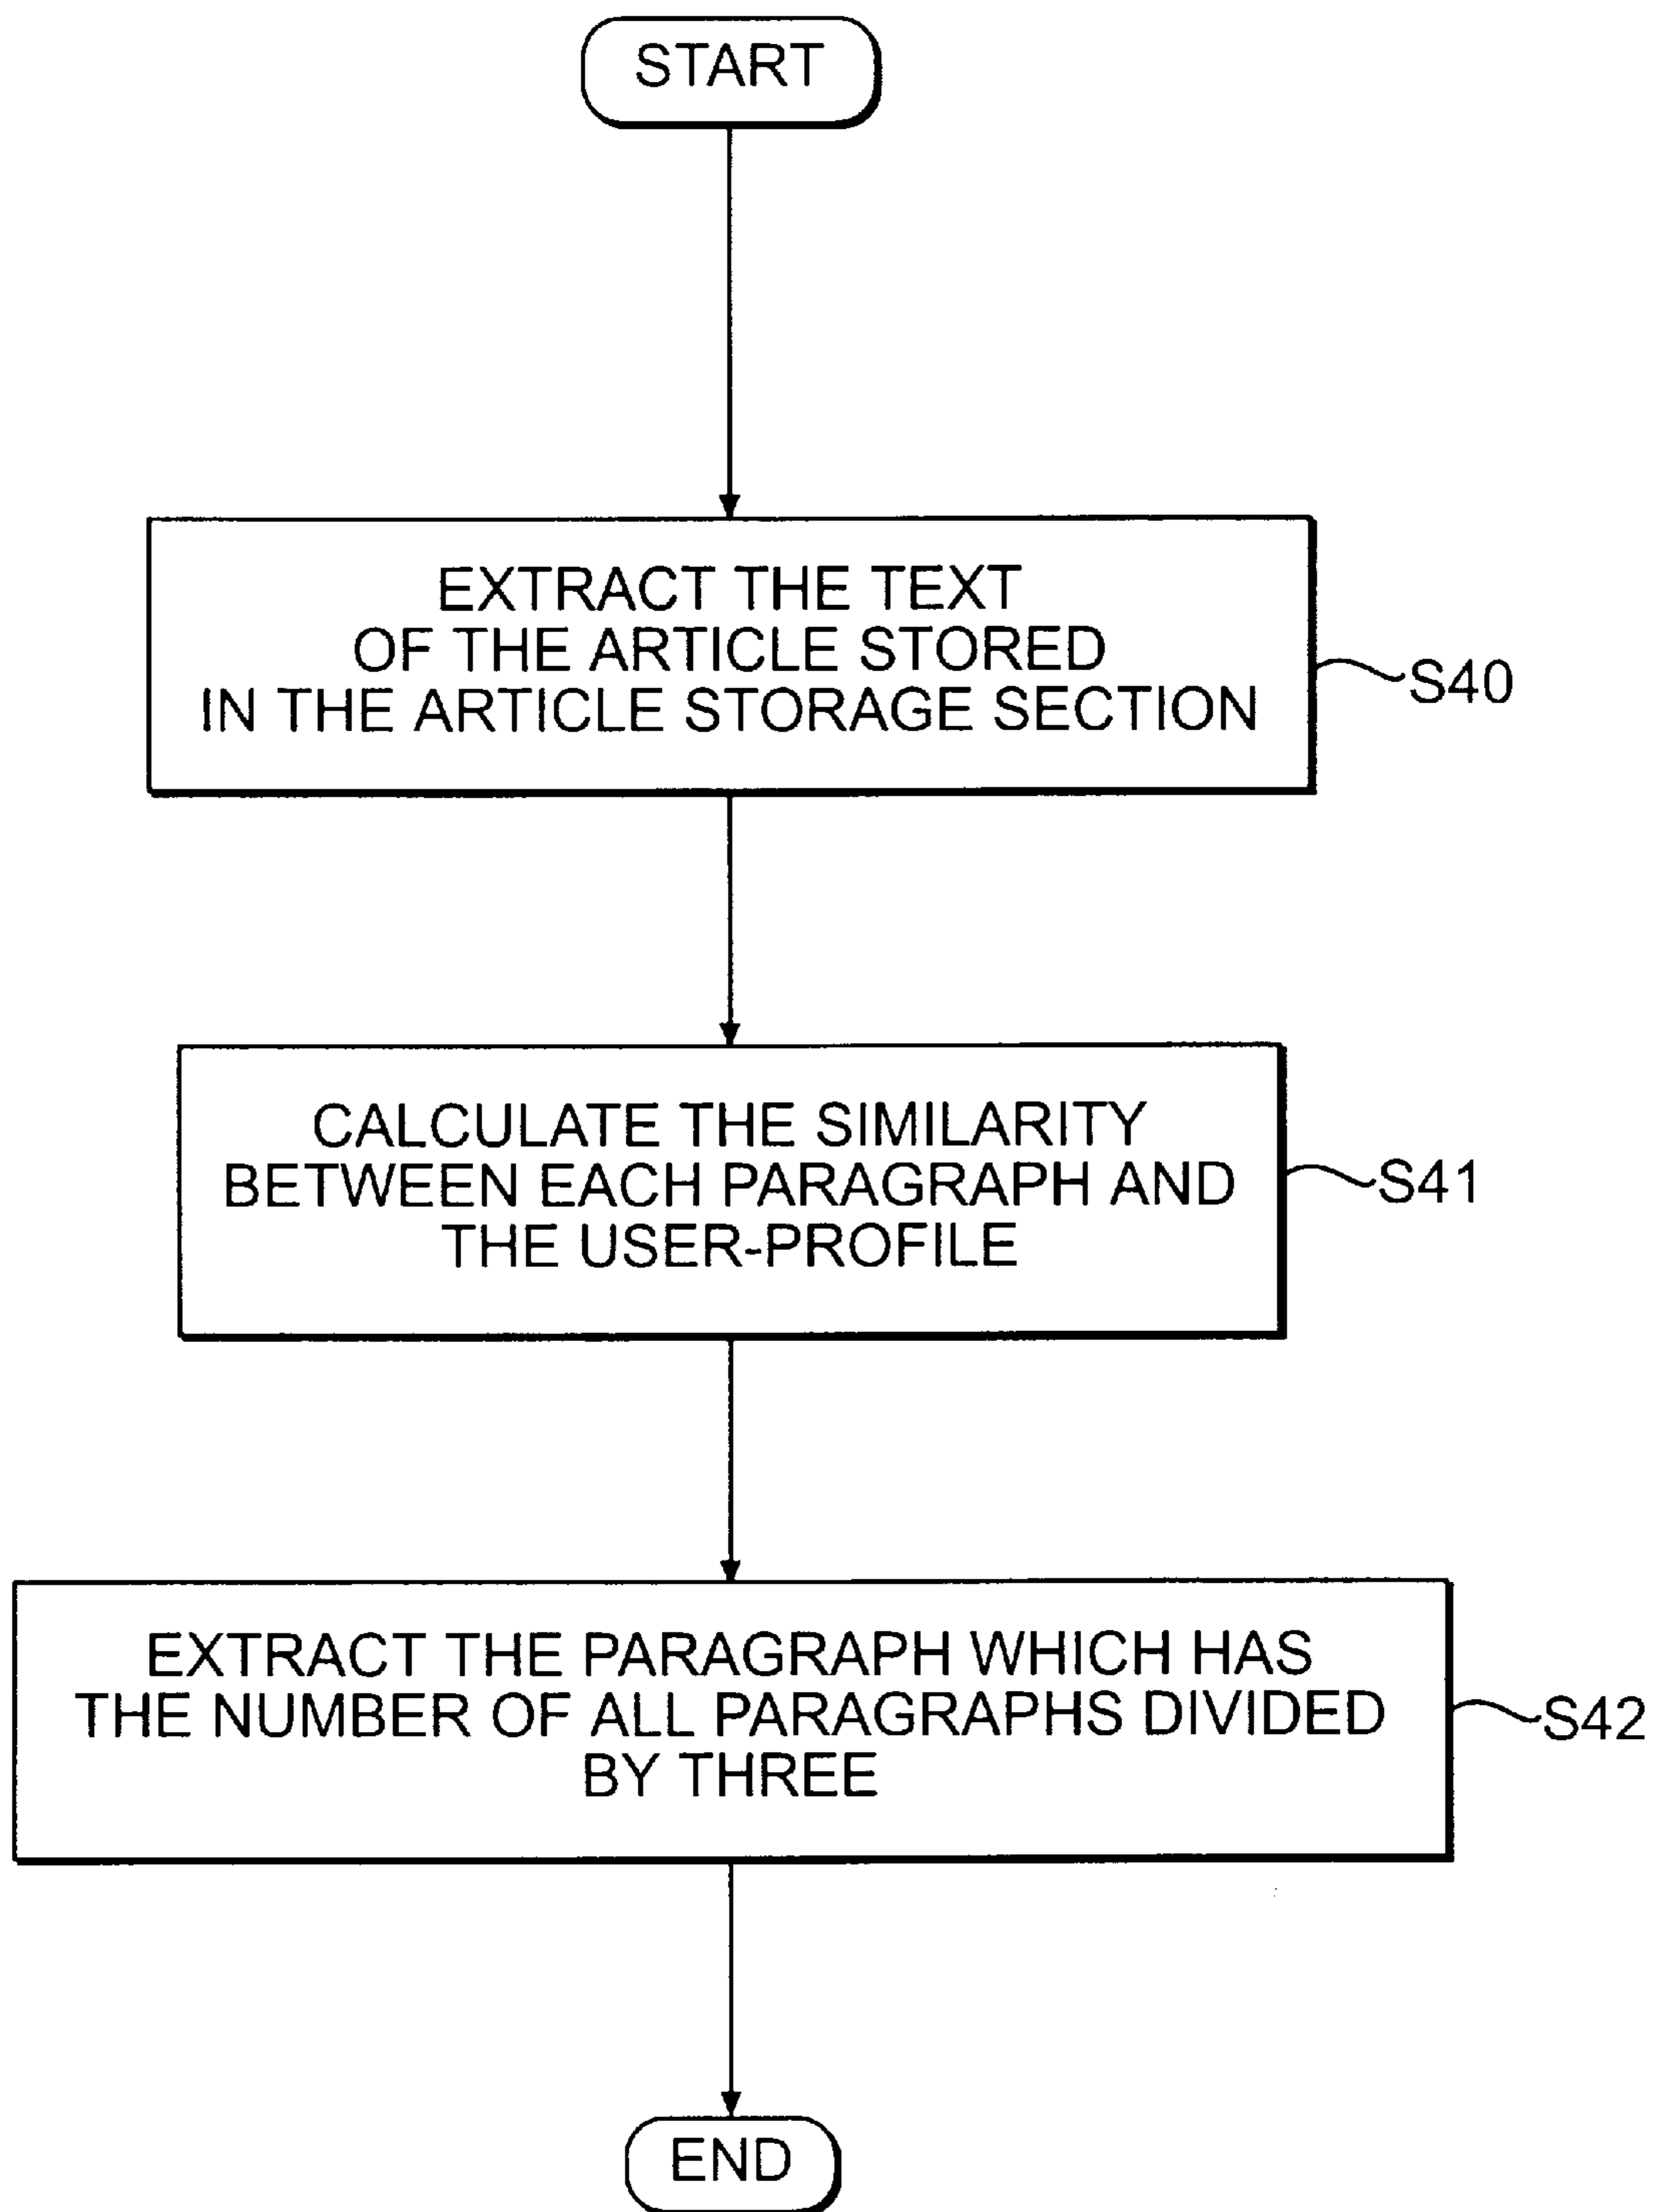 START
EXTRACT THE TEXT
OF THE ARTICLE STORED
IN THE ARTICLE STORAGE SECTION
S40
CALCULATE THE SIMILARITY
BETWEEN EACH PARAGRAPH AND
THE USER-PROFILE
S41
EXTRACT THE PARAGRAPH WHICH HAS
THE NUMBER OF ALL PARAGRAPHS DIVIDED
BY THREE
S42
END